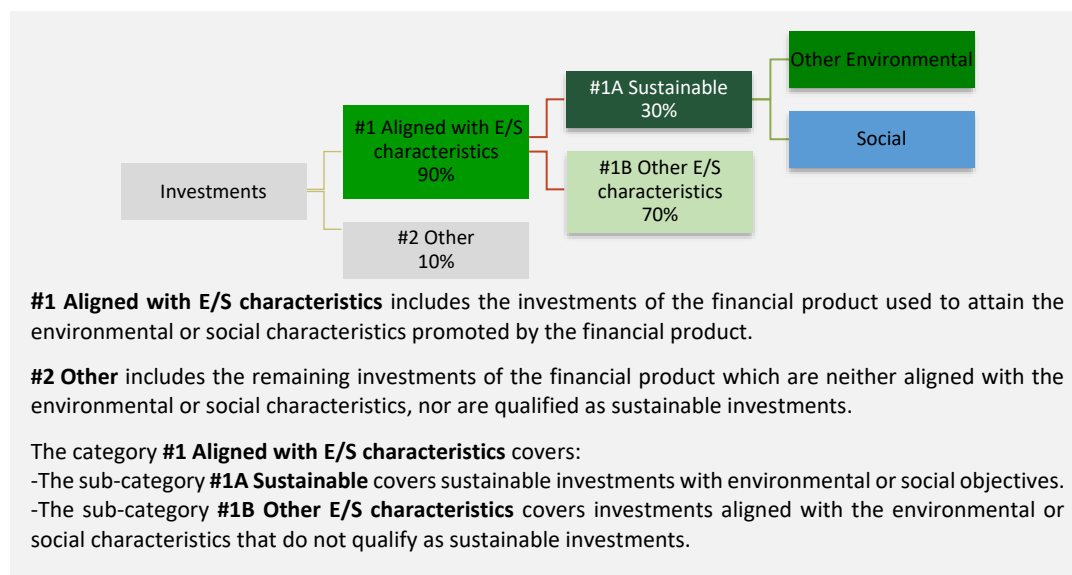 Other Environmental
#1A Sustainable
30%
#1 Aligned with E/S
characteristics
90%
Social
#1B Other E/S
characteristics
70%
Investments
#2 Other
10%
#1 Aligned with E/S characteristics includes the investments of the financial product used to attain the
environmental or social characteristics promoted by the financial product.
#2 Other includes the remaining investments of the financial product which are neither aligned with the
environmental or social characteristics, nor are qualified as sustainable investments.
The category #1 Aligned with E/S characteristics covers:
-The sub-category #1A Sustainable covers sustainable investments with environmental or social objectives.
-The sub-category #1B Other E/S characteristics covers investments aligned with the environmental or
social characteristics that do not qualify as sustainable investments.